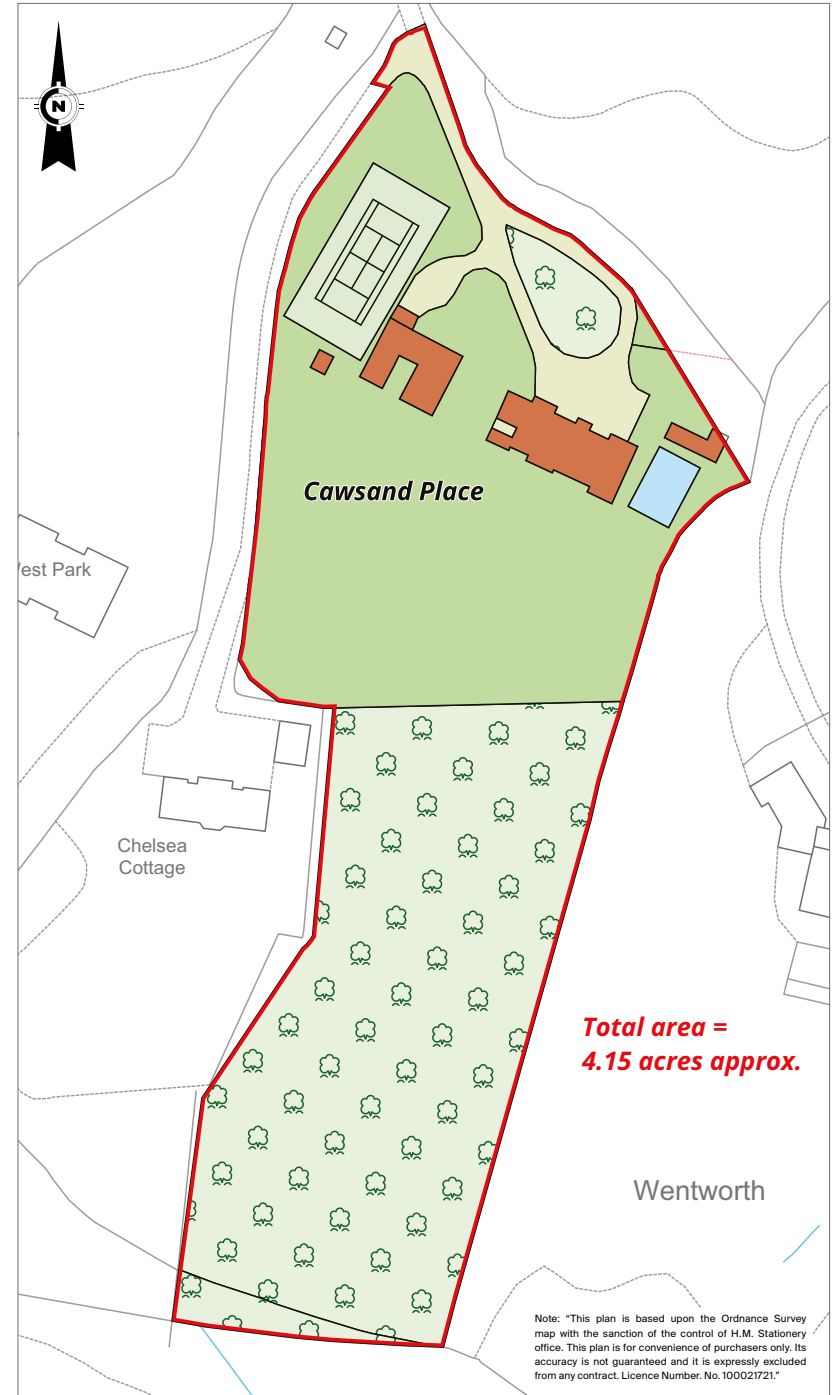 N
Cawsand Place
est Park
Chelsea
Cottage
Total area =
4.15 acres approx.
Wentworth
Note: "This plan is based upon the Ordnance Survey
map with the sanction of the control of H.M. Stationery
office. This plan is for convenience of purchasers only. Its
accuracy is not guaranteed and it is expressly excluded
from any contract. Licence Number. No. 100021721."